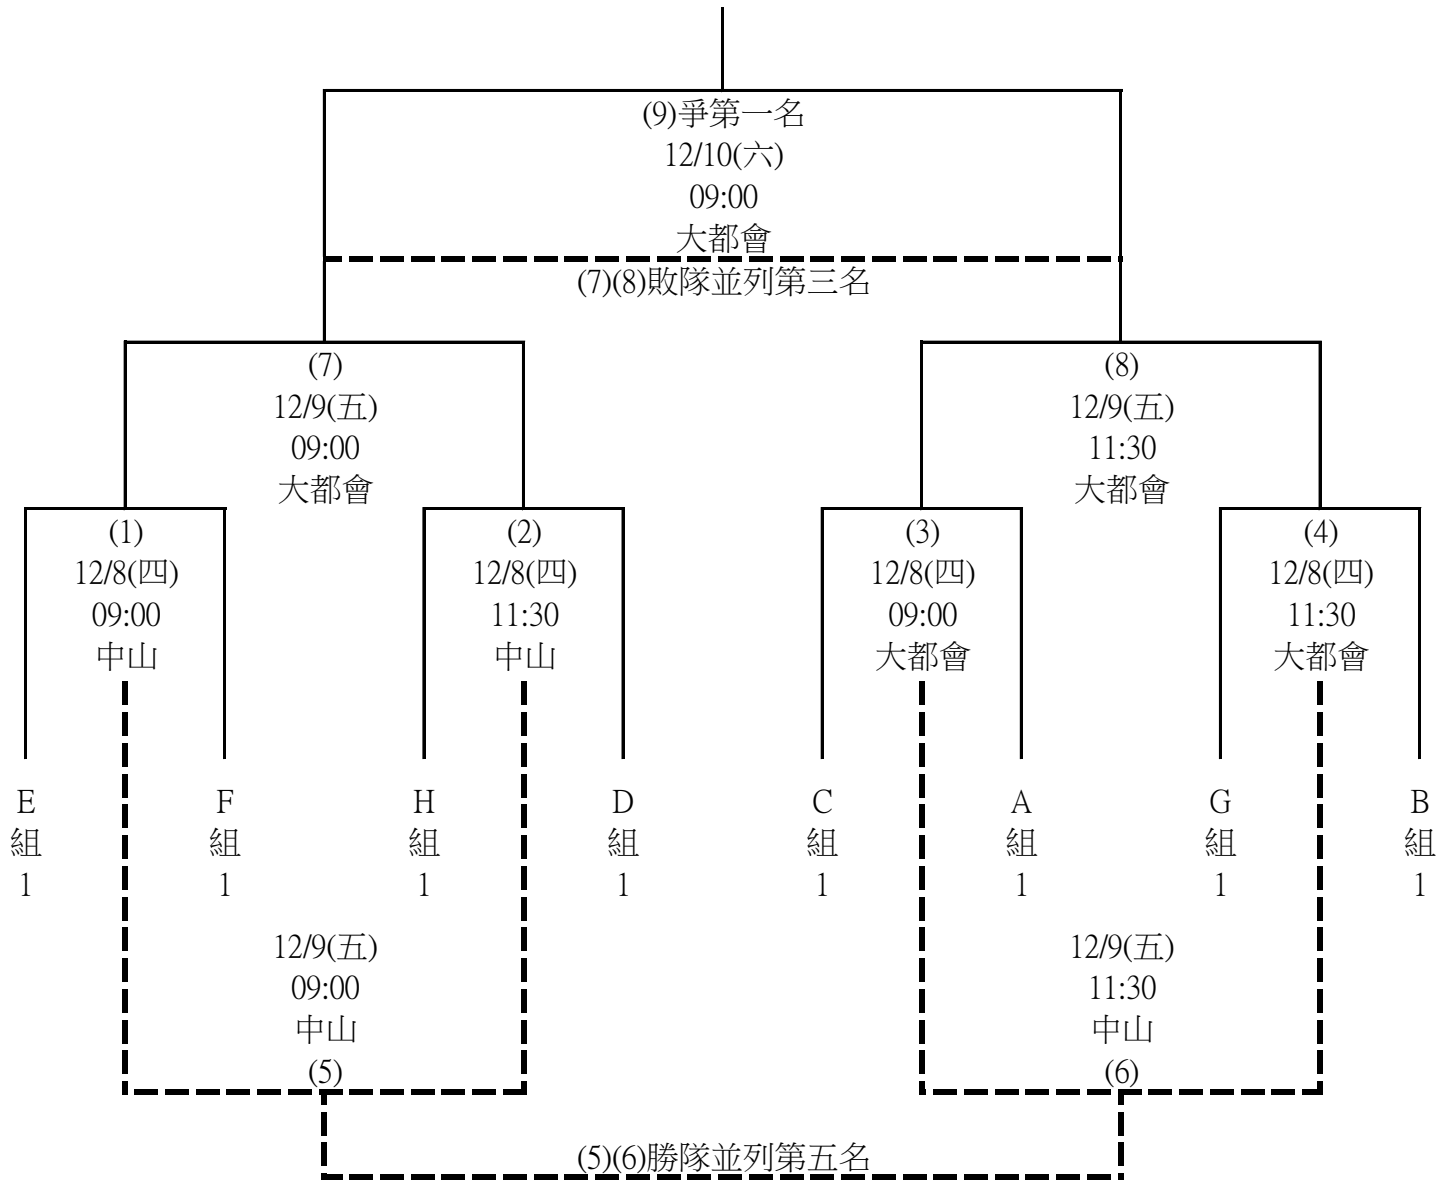 (9)爭第一名
12/10(六)
09:00
大都會
(7)(8)敗隊並列第三名
(7)
12/9(五)
09:00
大都會
(8)
12/9(五)
11:30
大都會
(1)
12/8(四)
09:00
中山
(2)
12/8(四)
11:30
中山
(3)
12/8(四)
09:00
大都會
(4)
12/8(四)
11:30
大都會
E
組
1
F
組
1
H
組
1
D
組
1
C
組
1
A
組
1
G
組
1
B
組
1
12/9(五)
09:00
中山
(5)
12/9(五)
11:30
中山
(6)
(5)(6)勝隊並列第五名